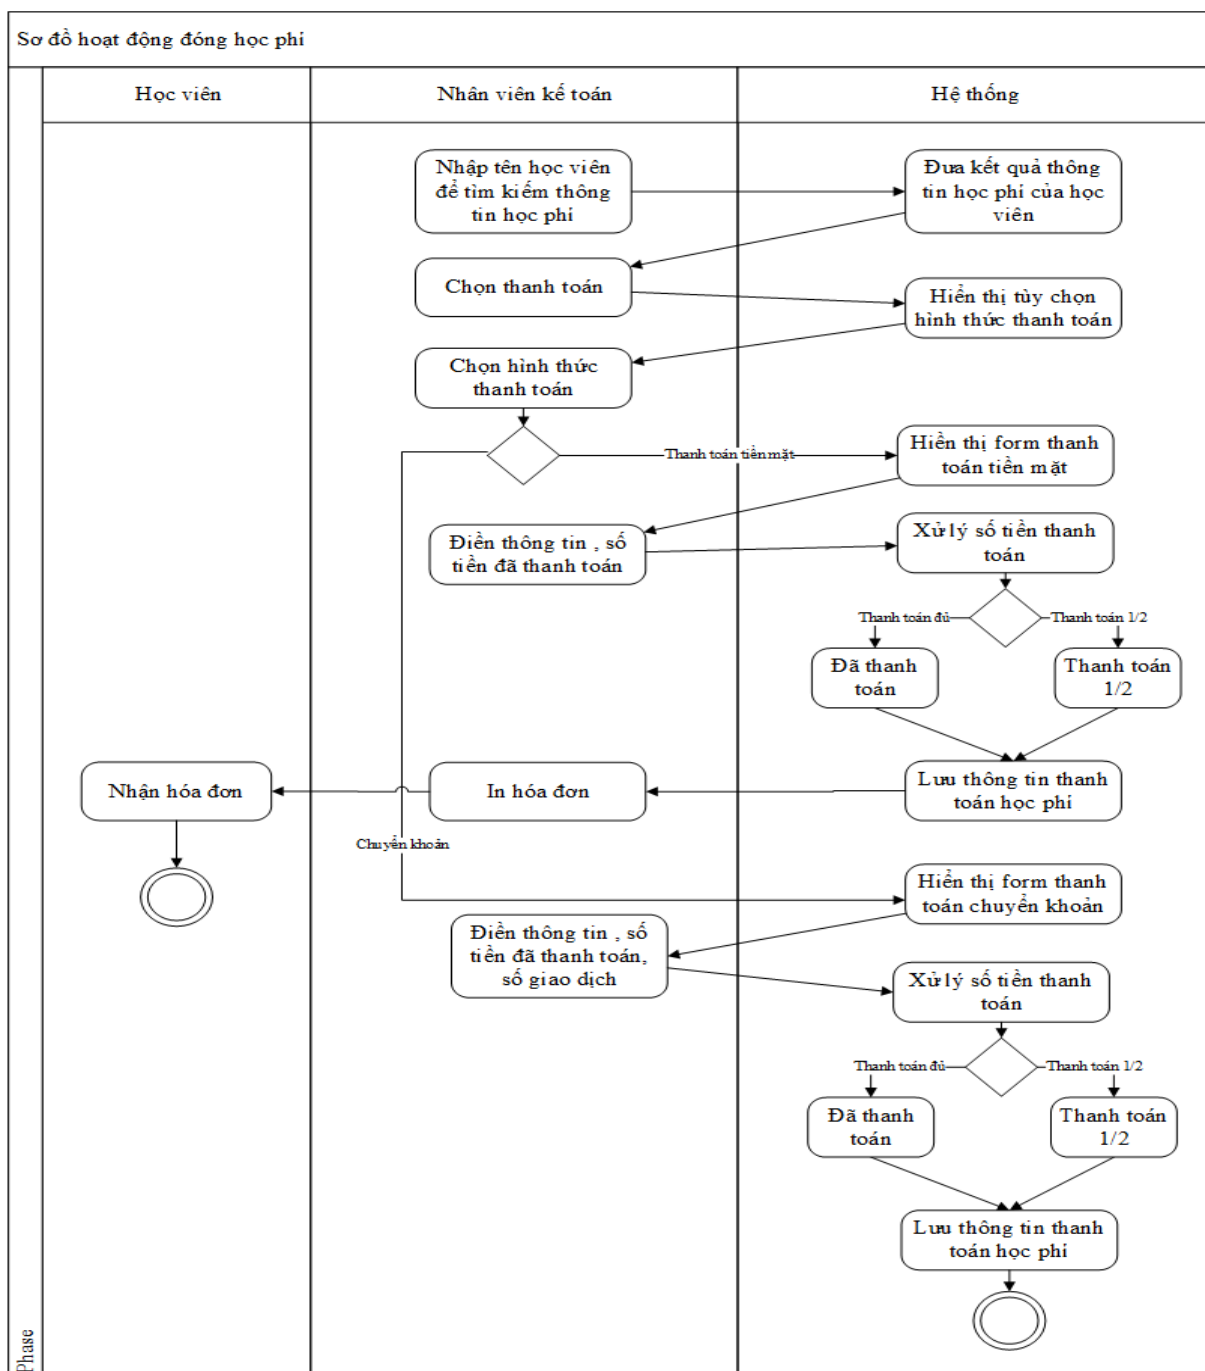 Sơ đồ hoạt động đóng học phí
Học viên
Nhân viên kế toán
Hệ thống
Nhập tên học viên
để tìm kiếm thông
tin học phí
Đưa kết quả thông
tin học phí của học
viên
Chọn thanh toán
Hiển thị tùy chọn
hình thức thanh toán
Chọn hình thức
thanh toán
Thanh toán tiền mặt
Hiển thị form thanh
toán tiền mặt
Điền thông tin , số
tiền đã thanh toán
Xử lý số tiền thanh
toán
Thanh toán đủ
Thanh toán 1/2
Đã thanh
toán
Thanh toán
1/2
Nhận hóa đơn
In hóa đơn
Lưu thông tin thanh
toán học phí
Chuyển khoản
Hiển thị form thanh
toán chuyển khoản
Điền thông tin , số
tiền đã thanh toán,
số giao dịch
Xử lý số tiền thanh
toán
Thanh toán đủ
Thanh toán 1/2
Đã thanh
toán
Thanh toán
1/2
Lưu thông tin thanh
toán học phí
Phase